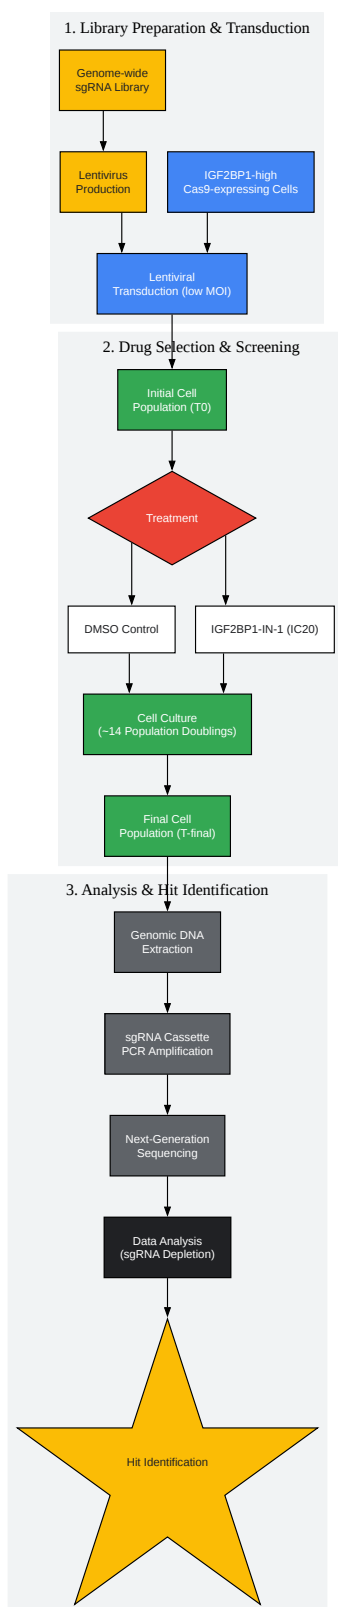 1. Library Preparation & Transduction
Genome-wide
sgRNA Library
Lentivirus
Production
IGF2BP1-high
Cas9-expressing Cells
Lentiviral
Transduction (low MOI)
2. Drug Selection & Screening
Initial Cell
Population (T0)
Treatment
DMSO Control
IGF2BP1-IN-1 (IC20)
Cell Culture
(~14 Population Doublings)
Final Cell
Population (T-final)
3. Analysis & Hit Identification
Genomic DNA
Extraction
sgRNA Cassette
PCR Amplification
Next-Generation
Sequencing
Data Analysis
(sgRNA Depletion)
Hit Identification